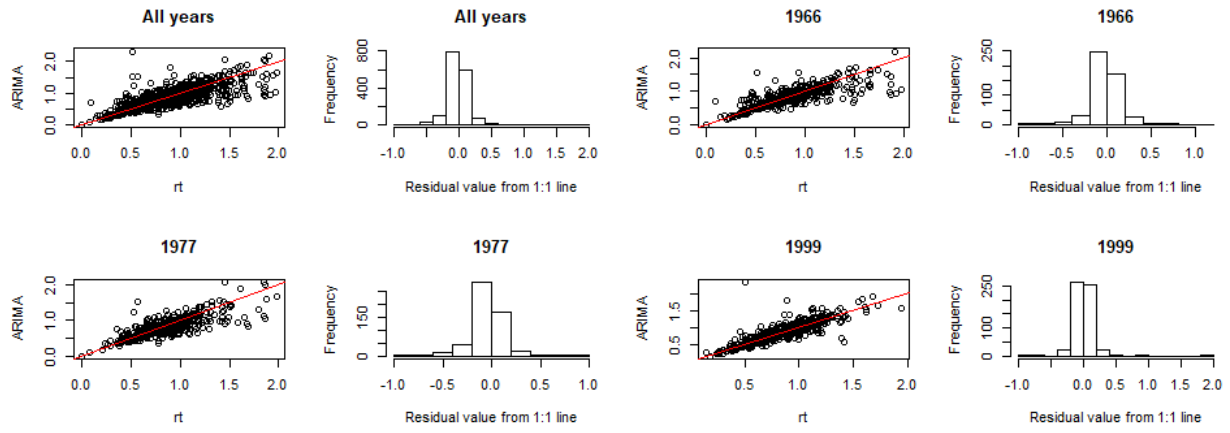 All years
ARIMA
0.0 1.0 2.0
0.0 0.5 1.0 1.5 2.0
rt
All years
Frequency
0 400 800
-1.0 0.0 1.0 1.5 2.0
Residual value from 1:1 line
1966
ARIMA
0.0 1.0 2.0
0.0 0.5 1.0 1.5 2.0
rt
1966
Frequency
0 100 250
-1.0 -0.5 0.0 0.5 1.0
Residual value from 1:1 line
1977
ARIMA
0.0 1.0 2.0
0.0 0.5 1.0 1.5 2.0
rt
1977
Frequency
0 150
-1.0 -0.5 0.0 0.5 1.0
Residual value from 1:1 line
1999
ARIMA
0.5 1.5
0.5 1.0 1.5 2.0
rt
1999
Frequency
0 100 250
-1.0 0.0 1.0 1.5 2.0
Residual value from 1:1 line